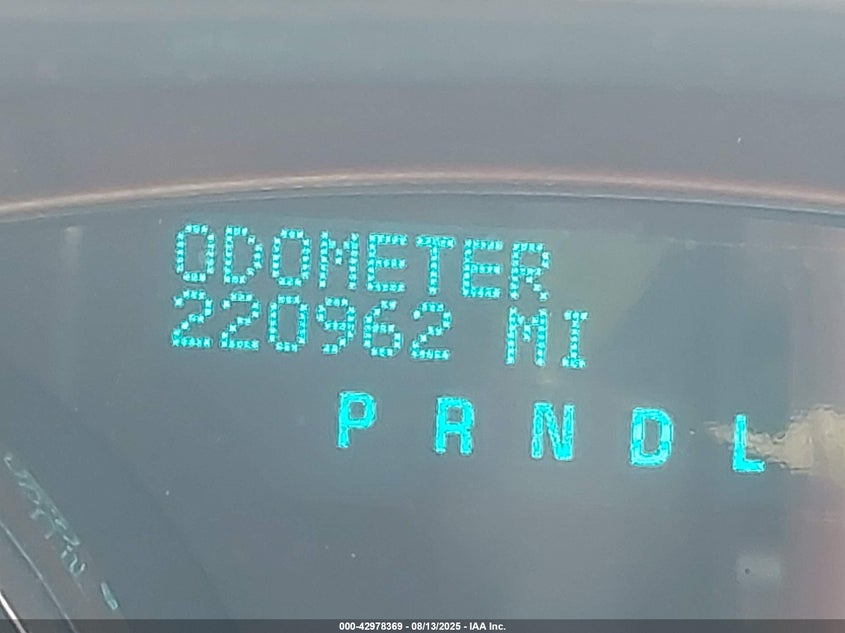 ODOMETER
220962 MI
P R N D L
000-42978369 - 08/13/2025 - IAA Inc.